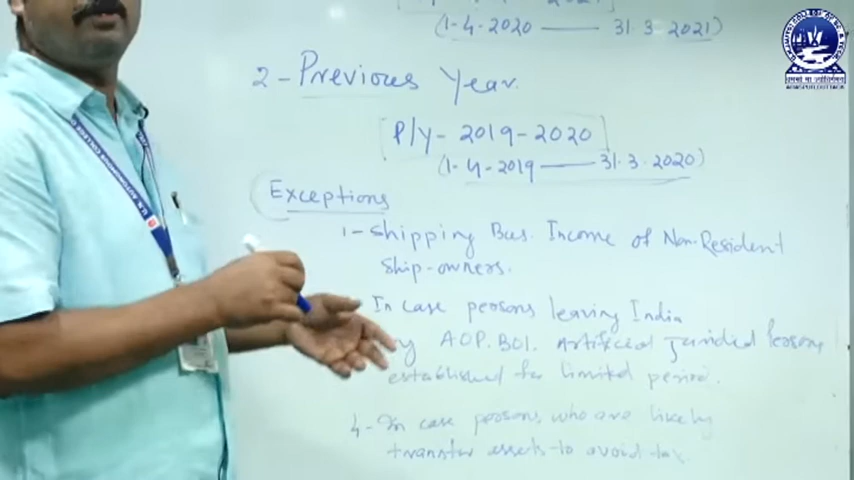 (1-4-2020 — 31.3.2021)
2 - Previous Year.
P/y - 2019-2020
(1-4-2019 — 31.3.2020)
Exceptions
1- Shipping Bus. Income of Non-Resident
Ship-owners.
In case persons leaving India
A.O.P. BOI. Artificial Juridical Persons
established for limited period.
4- In case persons, who are likely
transfer assets to avoid tax